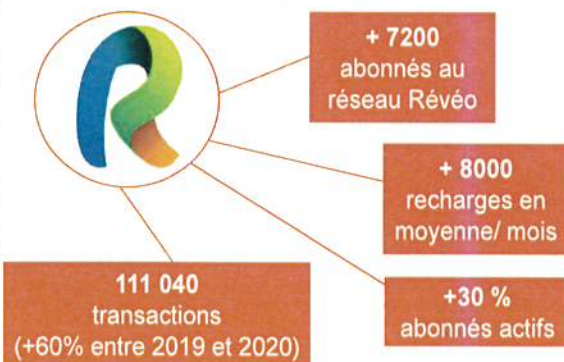 + 7200
abonnés au
réseau Révéo
+ 8000
recharges en
moyenne/ mois
+30 %
abonnés actifs
111 040
transactions
(+60% entre 2019 et 2020)